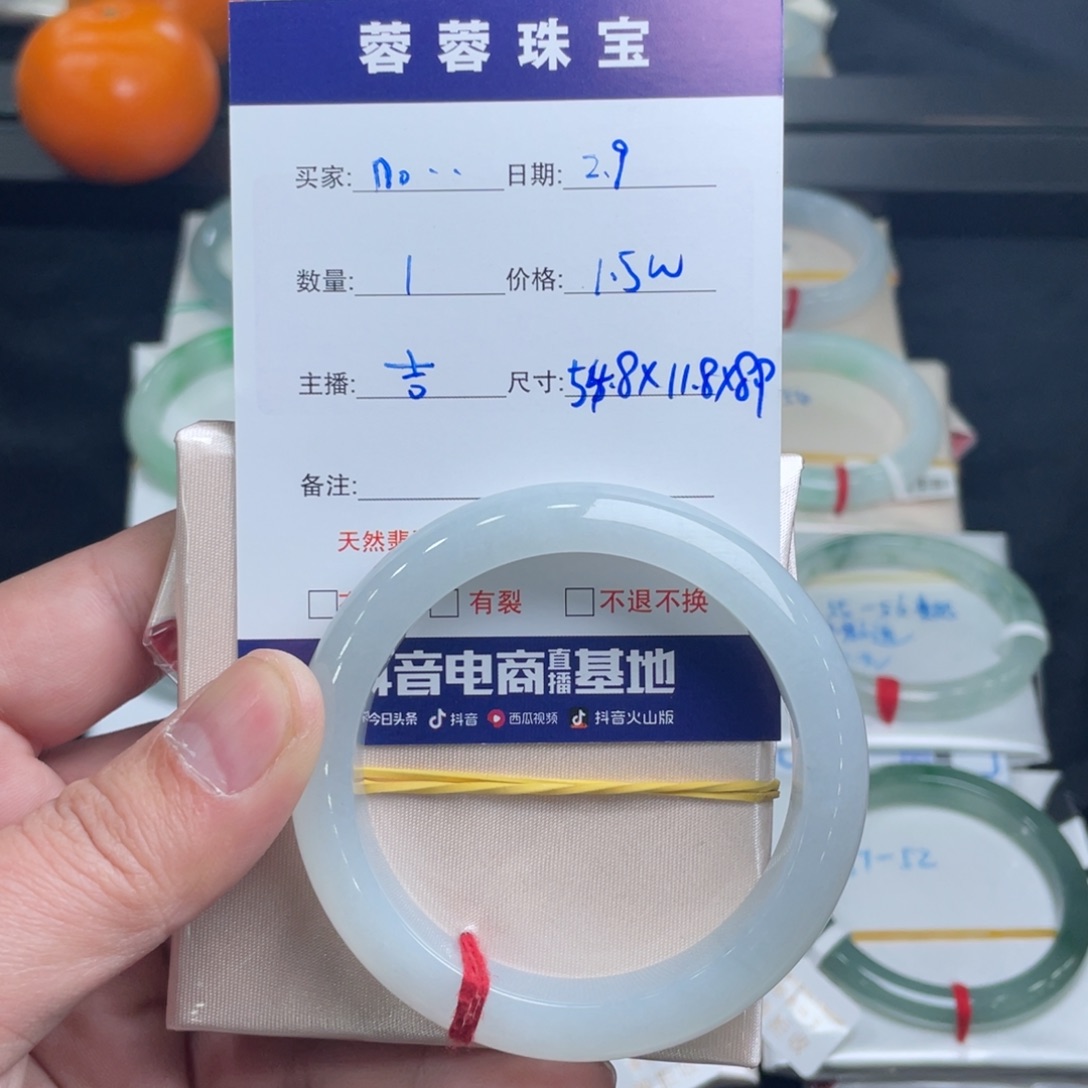 蓉蓉珠宝
买家: no.. 日期: 2.9
数量: 1 价格: 1.5w
主播: 吉 尺寸: 54.8X11.8X8.9
备注:
天然翡
有裂 不退不换
音电商直播基地
今日头条 抖音 西瓜视频 抖音火山版
-52